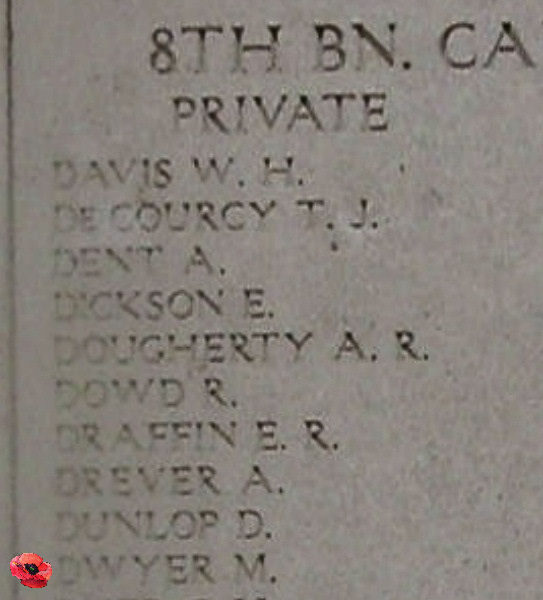 8TH BN. CA
PRIVATE
DAVIS W. H.
DE COURCY T. J.
DENT A.
DICKSON E.
DOUGHERTY A. R.
DOWD R.
DRAFFIN E. R.
DREVER A.
DUNLOP D.
DWYER M.